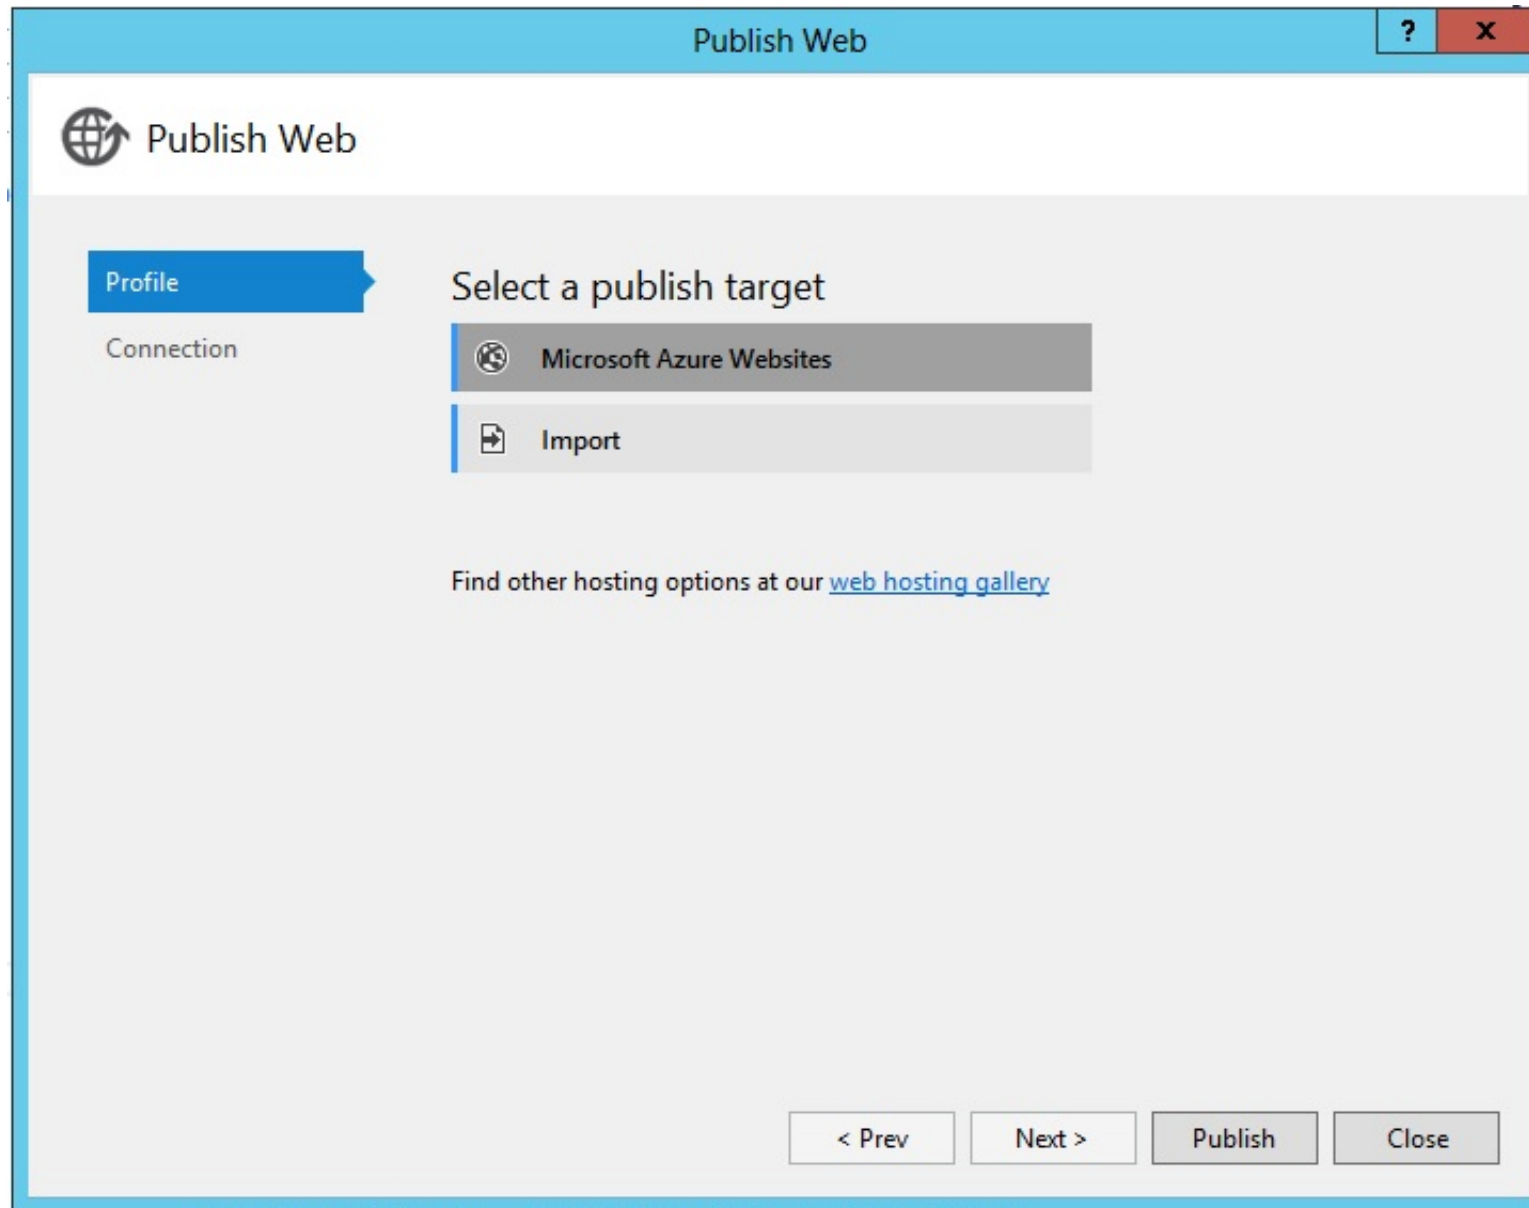 Publish Web
?
X
Publish Web
Profile
Connection
Select a publish target
Microsoft Azure Websites
Import
Find other hosting options at our web hosting gallery
< Prev
Next >
Publish
Close